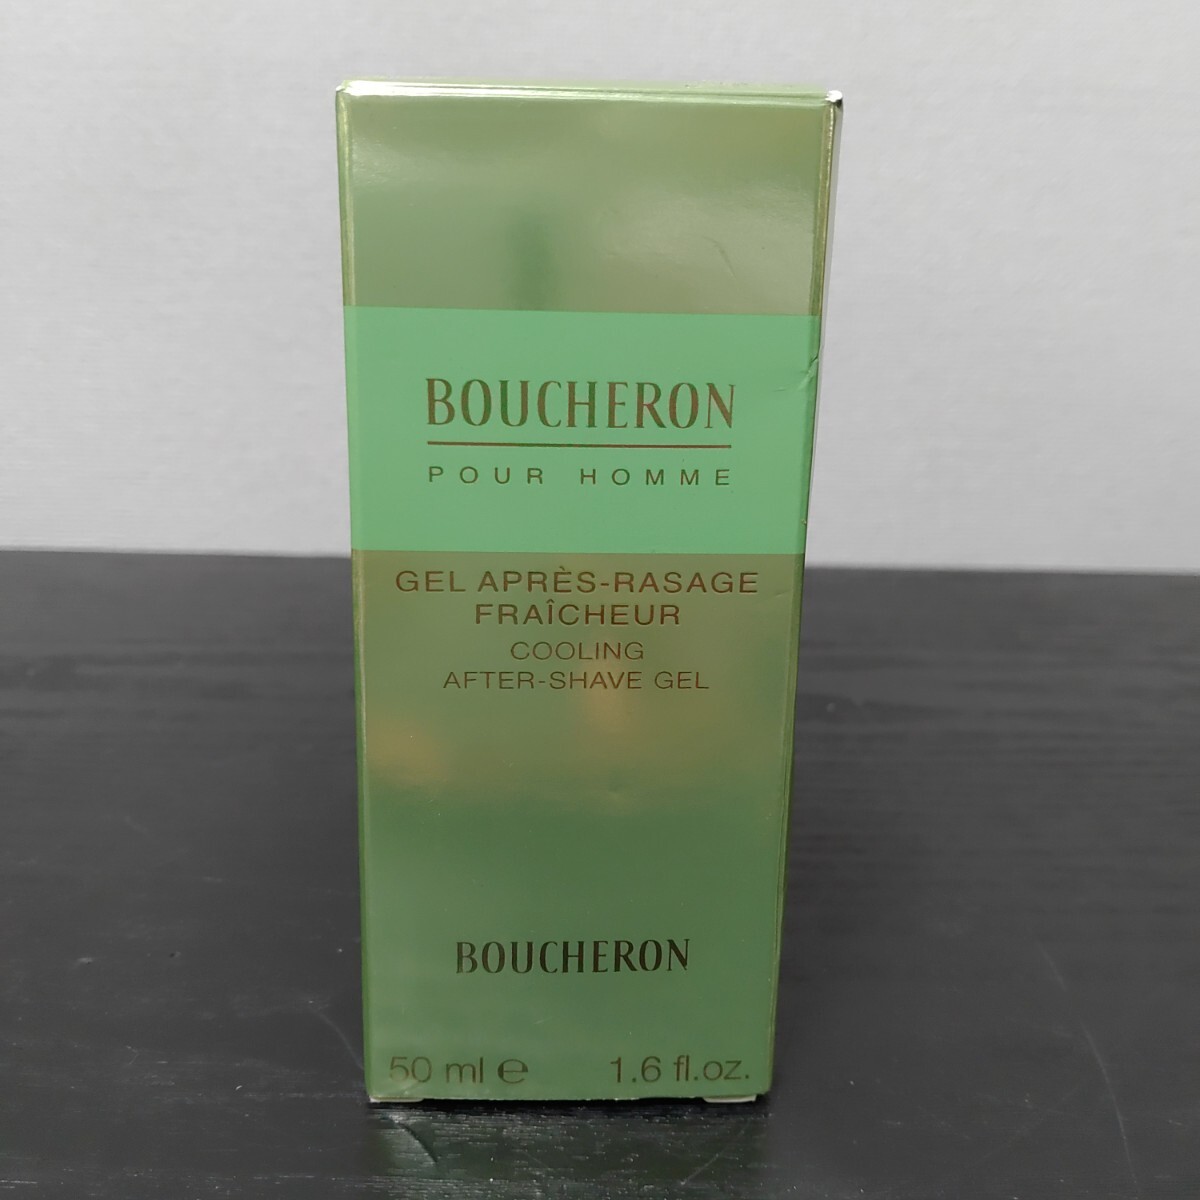 BOUCHERON
POUR HOMME
GEL APRÈS-RASAGE
FRAÎCHEUR
COOLING
AFTER-SHAVE GEL
BOUCHERON
50 ml ℮ 1.6 fl.oz.